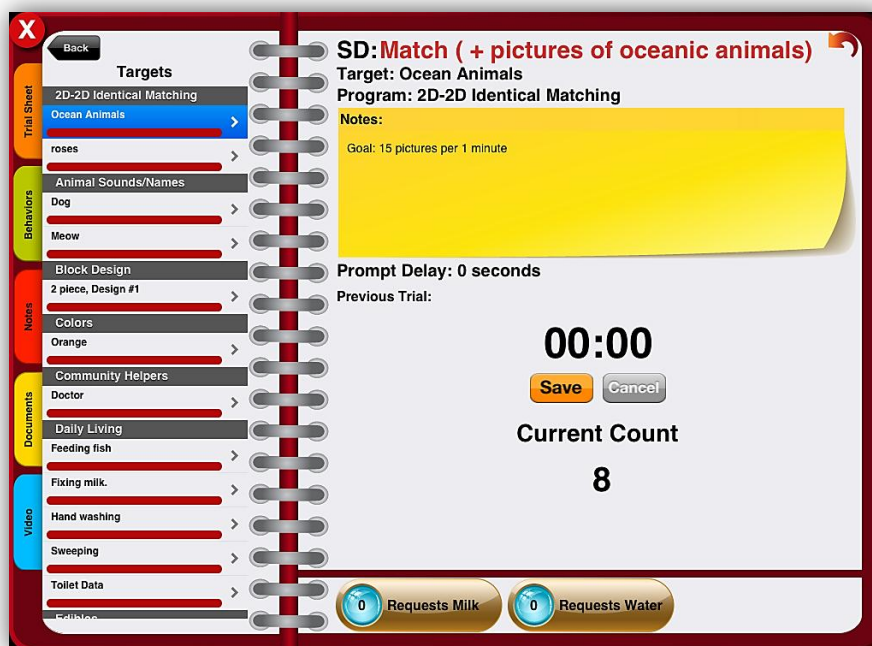 X
Back
Targets
2D-2D Identical Matching
Ocean Animals
roses
Animal Sounds/Names
Dog
Meow
Block Design
2 piece, Design #1
Colors
Orange
Community Helpers
Doctor
Daily Living
Feeding fish
Fixing milk.
Hand washing
Sweeping
Toilet Data
Edibles
Trial Sheet
Behaviors
Notes
Documents
Video
SD:Match ( + pictures of oceanic animals)
Target: Ocean Animals
Program: 2D-2D Identical Matching
Notes:
Goal: 15 pictures per 1 minute
Prompt Delay: 0 seconds
Previous Trial:
00:00
Save Cancel
Current Count
8
0 Requests Milk
0 Requests Water